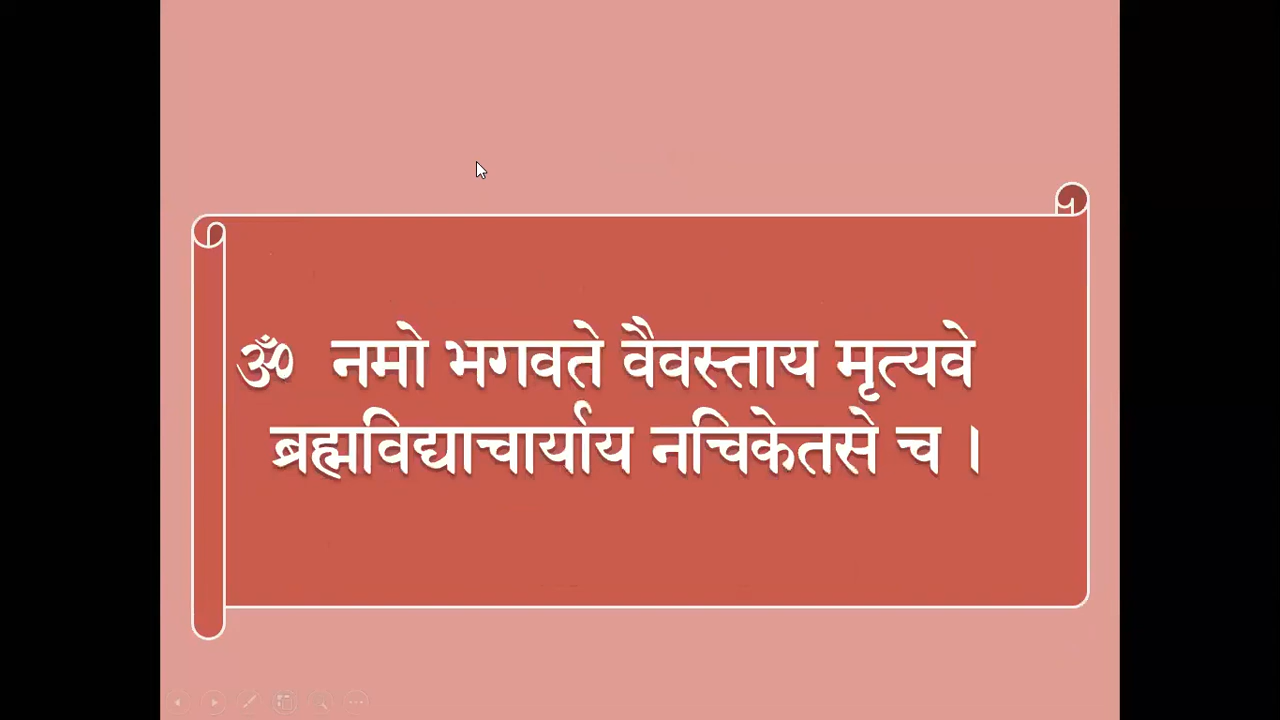 ॐ नमो भगवते वैवस्ताय मृत्यवे
ब्रह्मविद्याचार्याय नचिकेतसे च ।